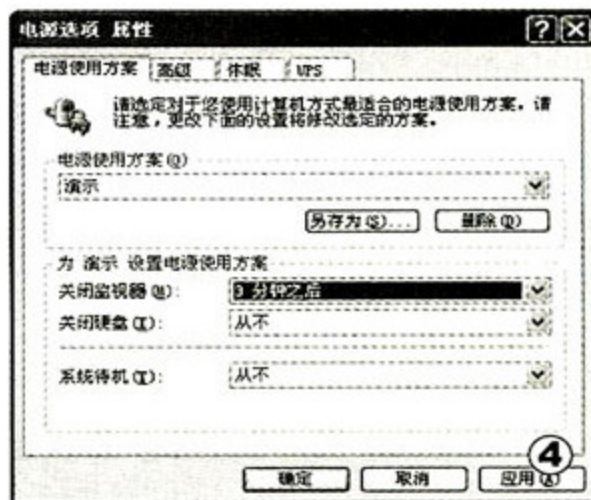 电源选项 属性
电源使用方案 高级 休眠 UPS
请选定对于您使用计算机方式最适合的电源使用方案。请
注意，更改下面的设置将修改选定的方案。
电源使用方案(O)
演示
另存为(S)... 删除(D)
为 演示 设置电源使用方案
关闭监视器(M): 3 分钟之后
关闭硬盘(I): 从不
系统待机(T): 从不
④
确定 取消 应用(A)